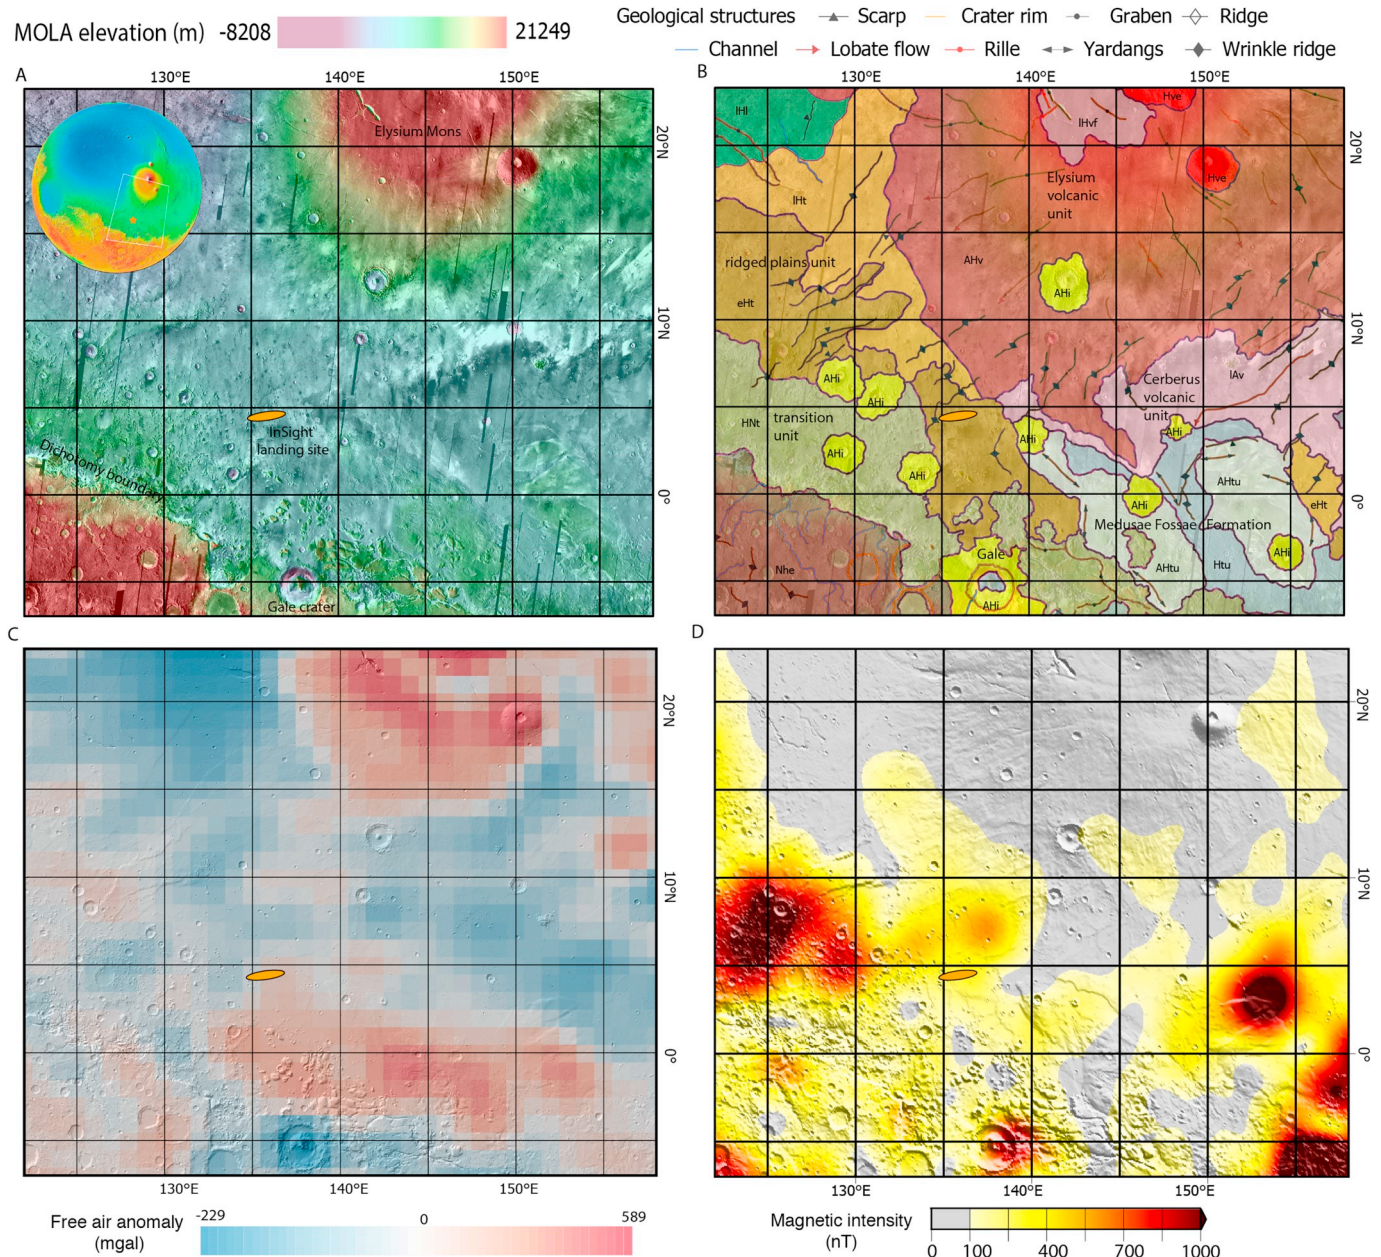 MOLA elevation (m) -8208 21249
Geological structures Scarp Crater rim Graben Ridge
Channel Lobate flow Rille Yardangs Wrinkle ridge
A
130°E 140°E 150°E
Elysium Mons
InSight
landing site
Dichotomy boundary
Gale crater
20°N
10°N
0°
B
130°E 140°E 150°E
lHl
Hve
lHvf
Elysium
volcanic
unit
Hve
lHt
ridged plains unit
AHv
AHi
eHt
Cerberus
volcanic
unit
lAv
AHi
AHi
transition
unit
HNt
AHi
AHi
AHi
AHi
AHtu
AHi
eHt
Medusae Fossae Formation
Gale
AHi
Nhe
AHtu
Htu
AHi
20°N
10°N
0°
C
20°N
10°N
0°
130°E 140°E 150°E
Free air anomaly
(mgal)
-229 0 589
D
20°N
10°N
0°
130°E 140°E 150°E
Magnetic intensity
(nT)
0 100 400 700 1000